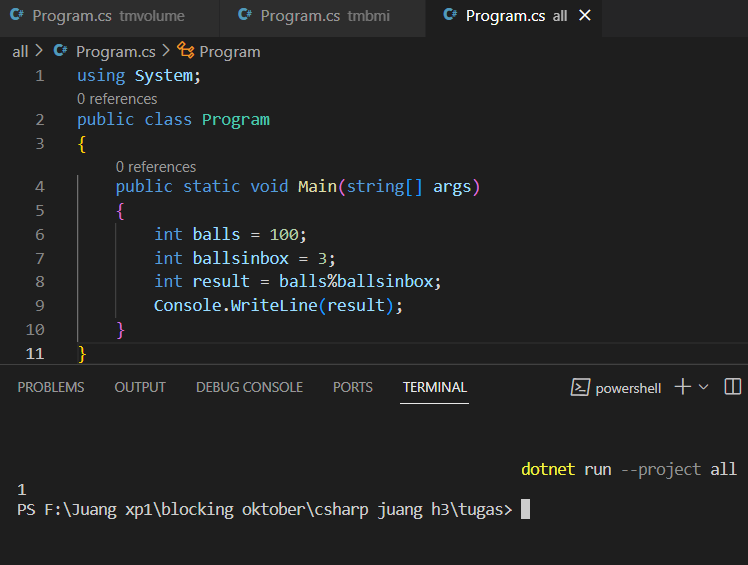 C# Program.cs tmvolume C# Program.cs tmbmi C# Program.cs all ×
all > C# Program.cs > Program
1 using System;
0 references
2 public class Program
3 {
0 references
4 public static void Main(string[] args)
5 {
6 int balls = 100;
7 int ballsinbox = 3;
8 int result = balls%ballsinbox;
9 Console.WriteLine(result);
10 }
11 }
PROBLEMS OUTPUT DEBUG CONSOLE PORTS TERMINAL powershell
dotnet run --project all
1
PS F:\Juang xp1\blocking oktober\csharp juang h3\tugas>